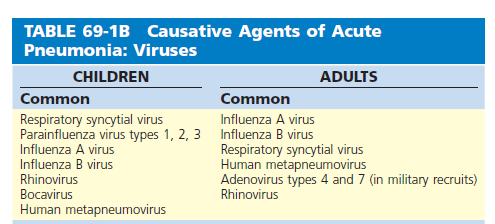 TABLE 69-1B Causative Agents of Acute
Pneumonia: Viruses
CHILDREN
Common
Respiratory syncytial virus
Parainfluenza virus types 1, 2, 3
Influenza A virus
Influenza B virus
Rhinovirus
Bocavirus
Human metapneumovirus
ADULTS
Common
Influenza A virus
Influenza B virus
Respiratory syncytial virus
Human metapneumovirus
Adenovirus types 4 and 7 (in military recruits)
Rhinovirus